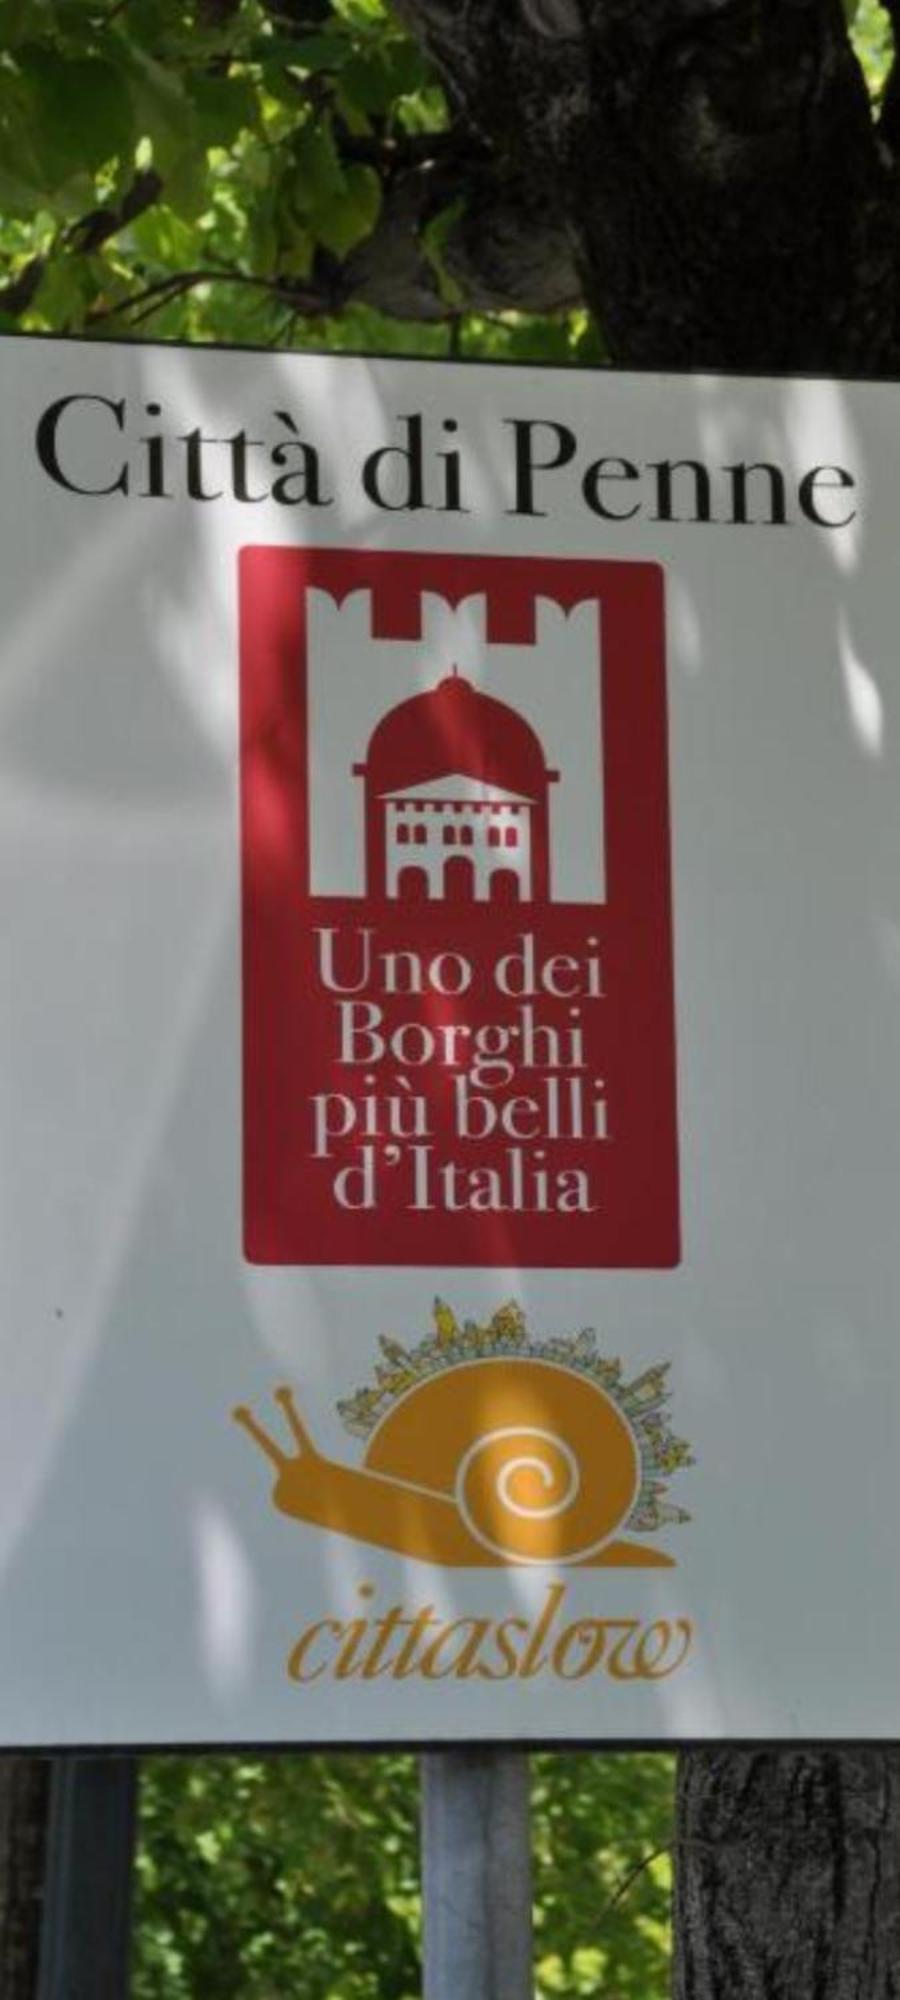 Città di Penne
Uno dei
Borghi
più belli
d'Italia
cittaslow